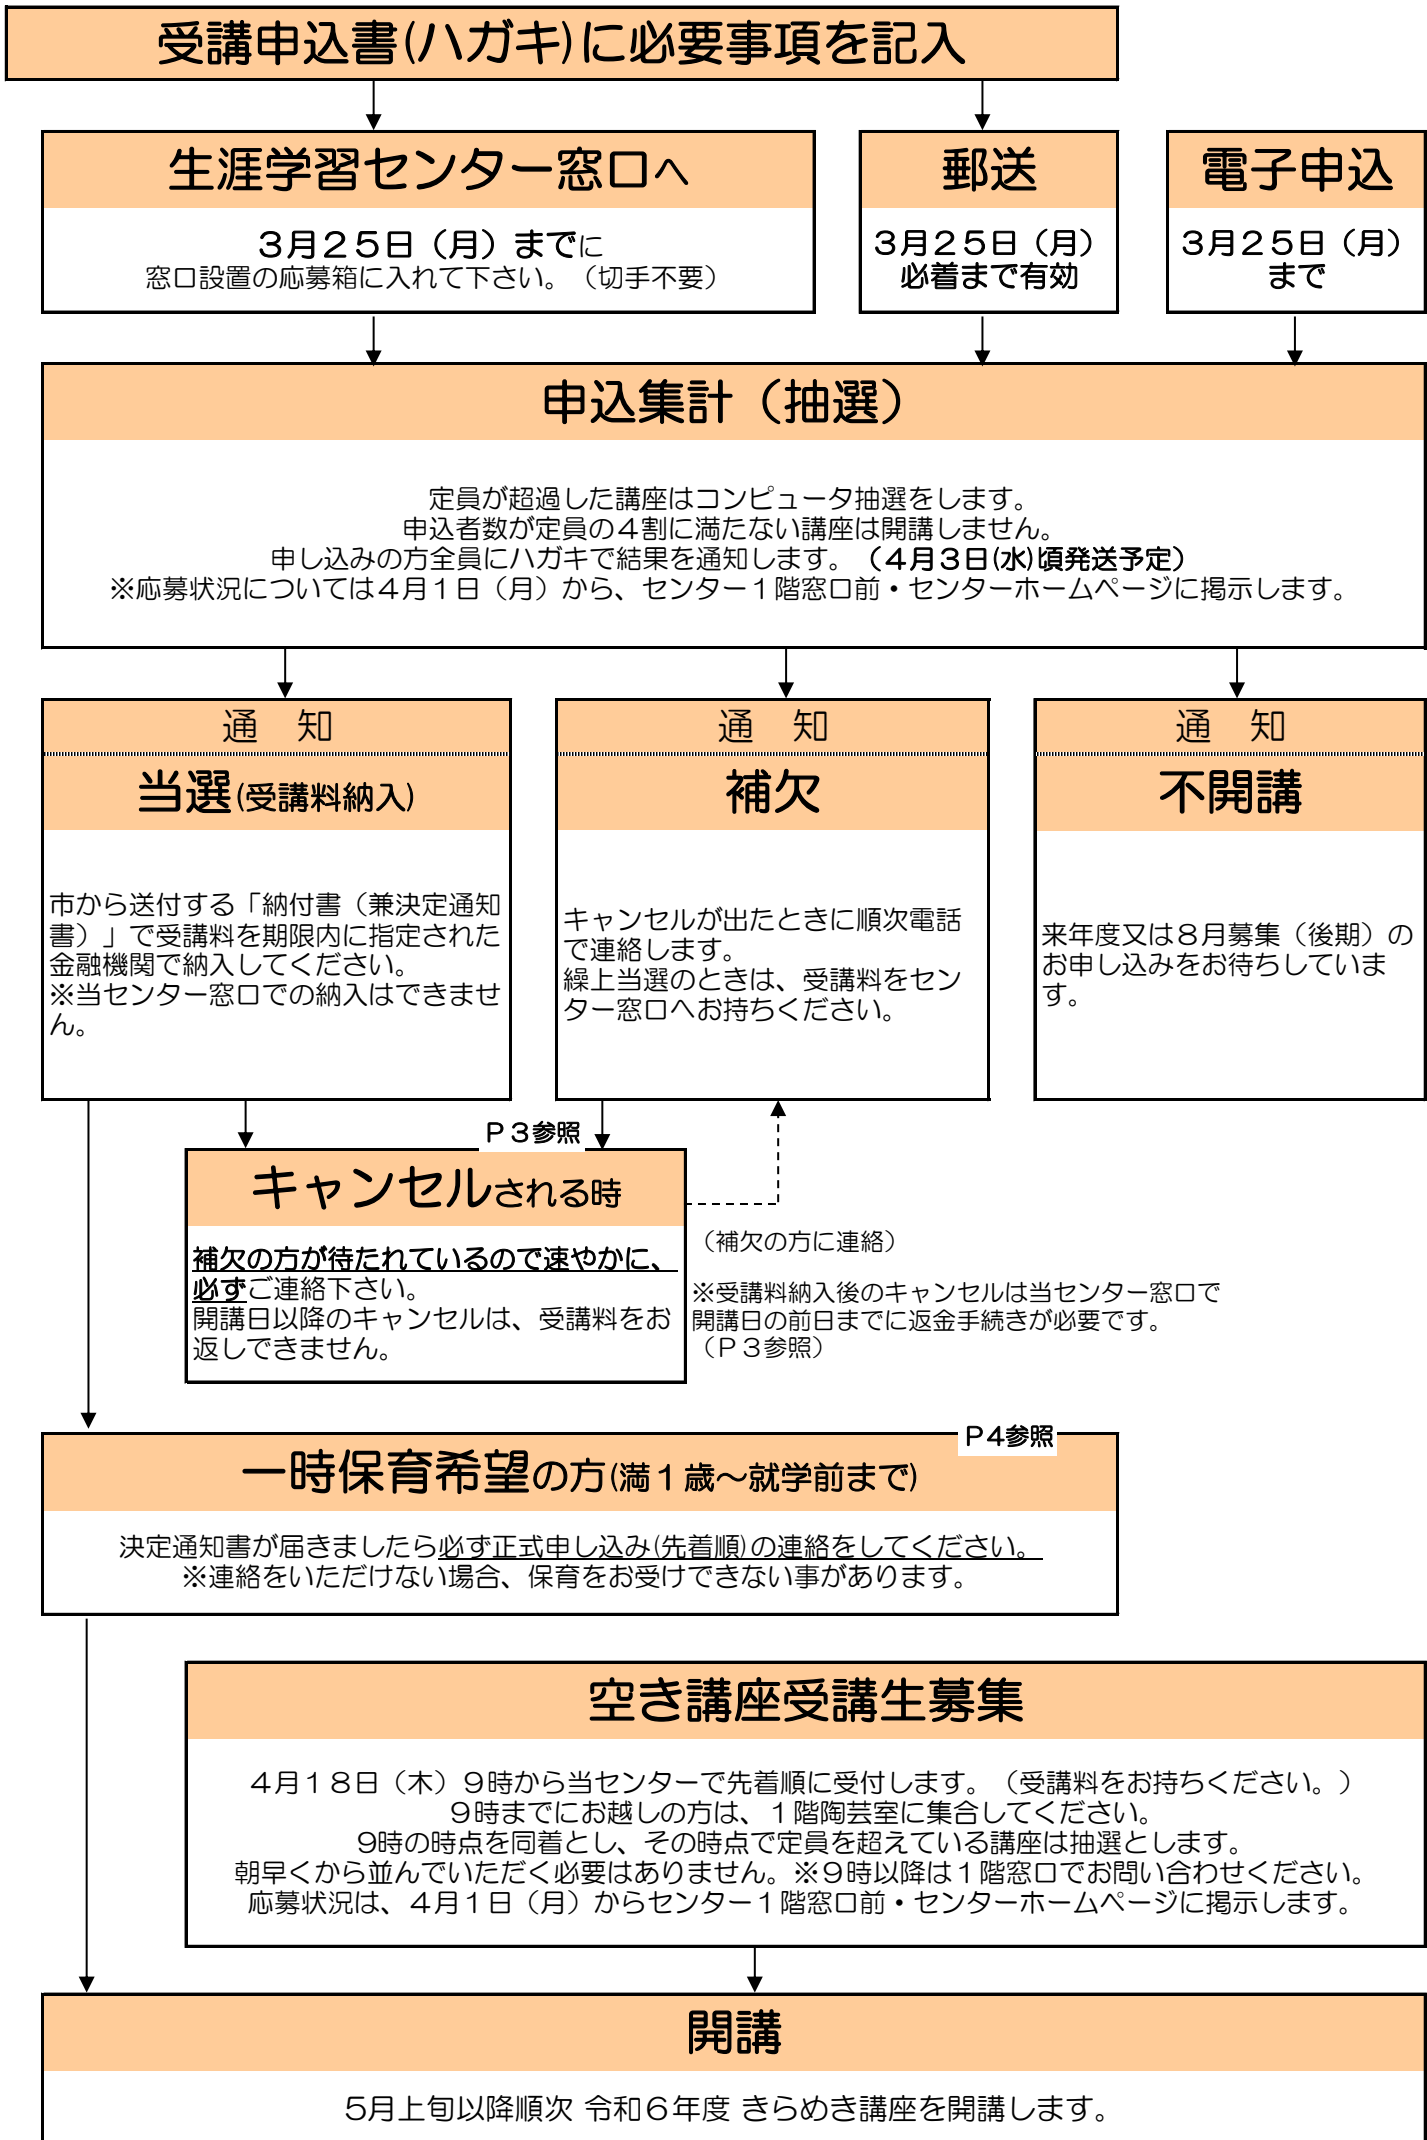 受講申込書(ハガキ)に必要事項を記入
生涯学習センター窓口へ
３月２５日（月）までに
窓口設置の応募箱に入れて下さい。（切手不要）
郵送
３月２５日（月）
必着まで有効
電子申込
３月２５日（月）
まで
申込集計（抽選）
定員が超過した講座はコンピュータ抽選をします。
申込者数が定員の４割に満たない講座は開講しません。
申し込みの方全員にハガキで結果を通知します。（４月３日(水)頃発送予定）
※応募状況については４月１日（月）から、センター１階窓口前・センターホームページに掲示します。
通　知
当選(受講料納入)
市から送付する「納付書（兼決定通知
書）」で受講料を期限内に指定された
金融機関で納入してください。
※当センター窓口での納入はできませ
ん。
通　知
補欠
キャンセルが出たときに順次電話
で連絡します。
繰上当選のときは、受講料をセン
ター窓口へお持ちください。
通　知
不開講
来年度又は８月募集（後期）の
お申し込みをお待ちしていま
す。
Ｐ３参照
キャンセルされる時
補欠の方が待たれているので速やかに、
必ずご連絡下さい。
開講日以降のキャンセルは、受講料をお
返しできません。
（補欠の方に連絡）
※受講料納入後のキャンセルは当センター窓口で
開講日の前日までに返金手続きが必要です。
（Ｐ３参照）
Ｐ4参照
一時保育希望の方(満１歳～就学前まで)
決定通知書が届きましたら必ず正式申し込み(先着順)の連絡をしてください。
※連絡をいただけない場合、保育をお受けできない事があります。
空き講座受講生募集
４月１８日（木）９時から当センターで先着順に受付します。（受講料をお持ちください。）
９時までにお越しの方は、１階陶芸室に集合してください。
9時の時点を同着とし、その時点で定員を超えている講座は抽選とします。
朝早くから並んでいただく必要はありません。※９時以降は１階窓口でお問い合わせください。
応募状況は、４月１日（月）からセンター１階窓口前・センターホームページに掲示します。
開講
5月上旬以降順次 令和６年度 きらめき講座を開講します。